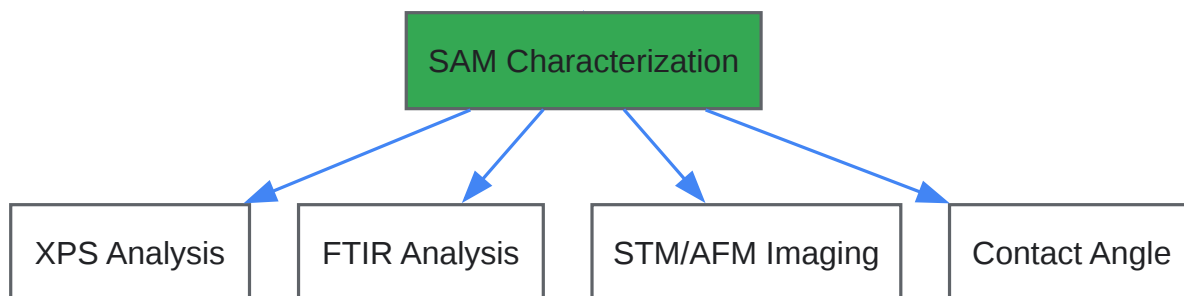 SAM Characterization
XPS Analysis
FTIR Analysis
STM/AFM Imaging
Contact Angle